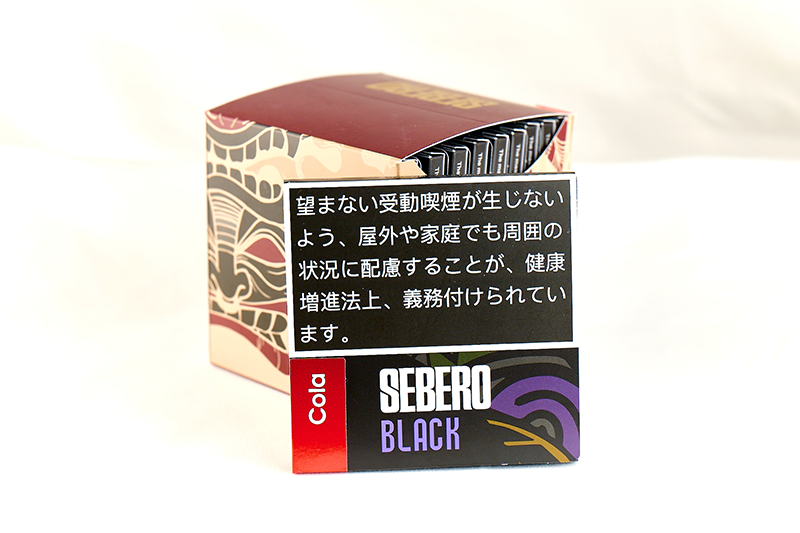 SEBERO
望まない受動喫煙が生じない
よう、屋外や家庭でも周囲の
状況に配慮することが、健康
増進法上、義務付けられてい
ます。
Cola
SEBERO
BLACK